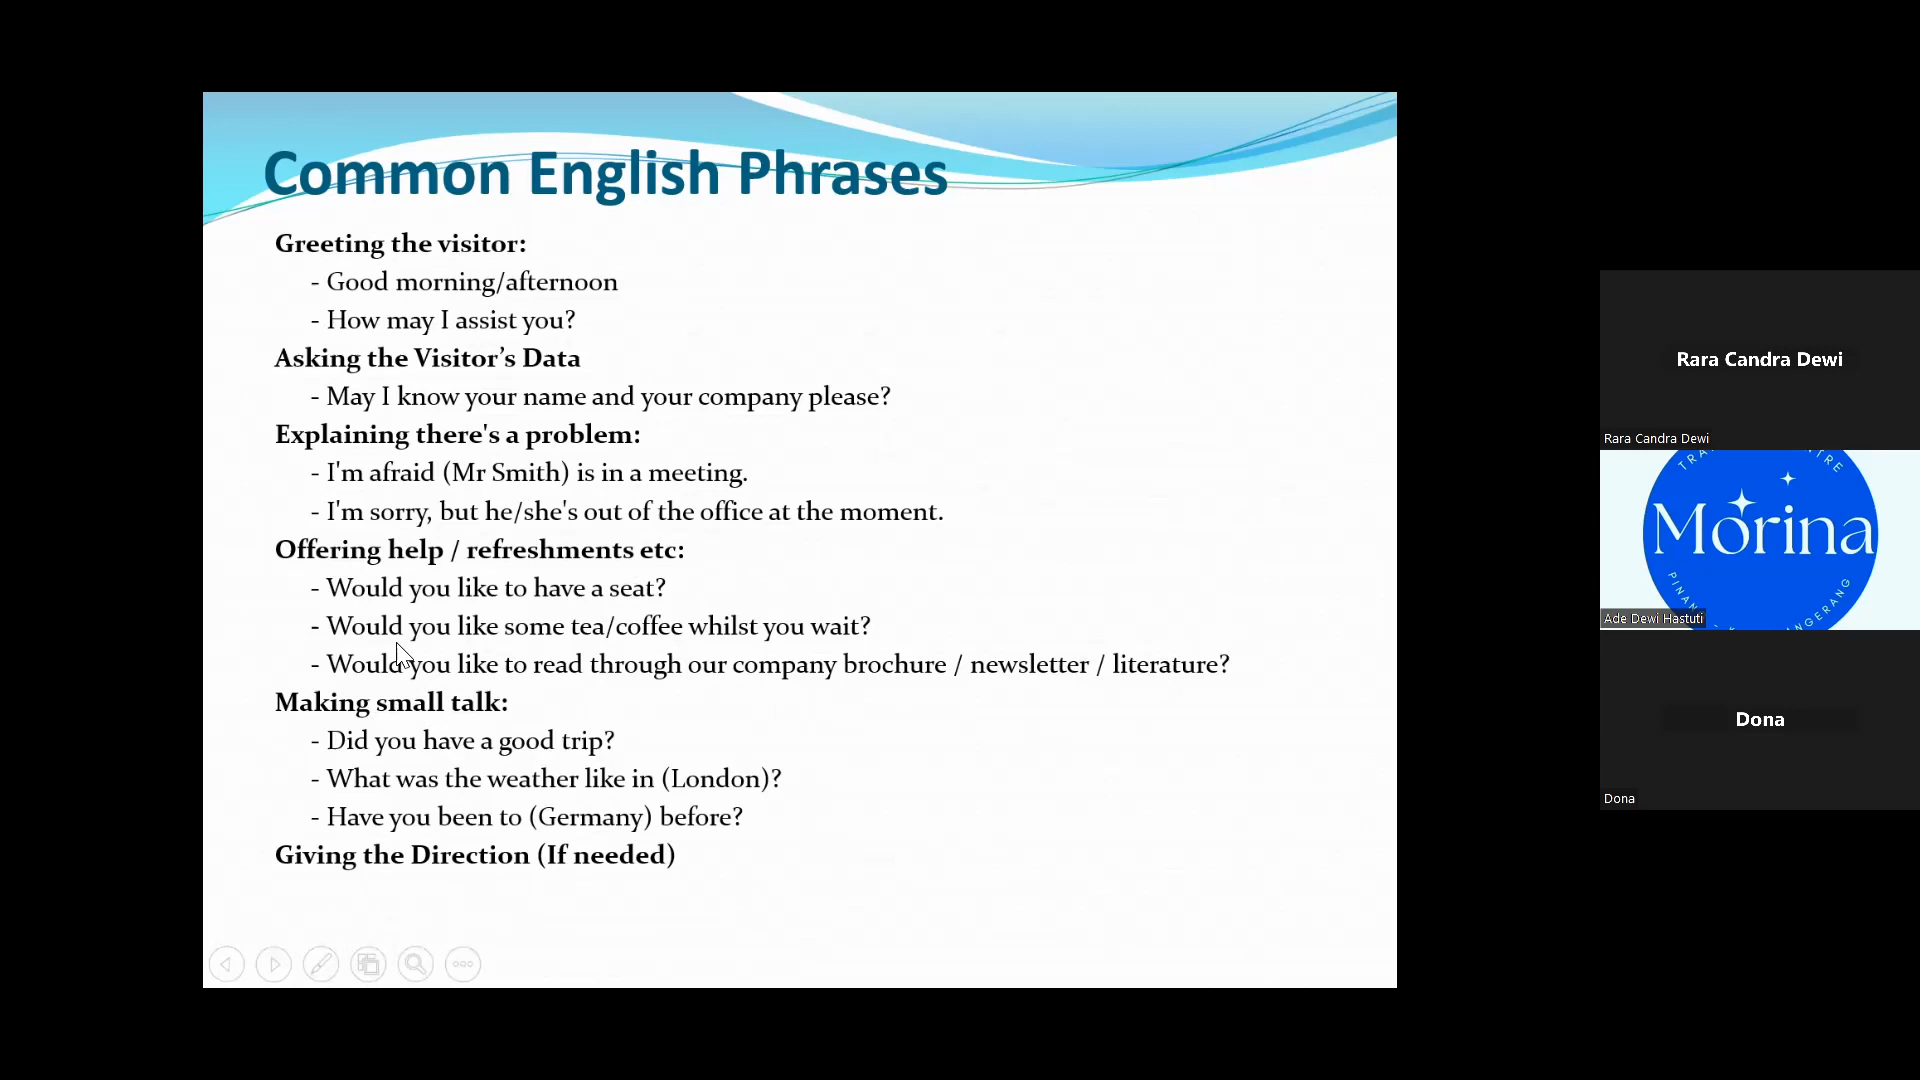 Common English Phrases
Greeting the visitor:
- Good morning/afternoon
- How may I assist you?
Asking the Visitor’s Data
- May I know your name and your company please?
Explaining there's a problem:
- I'm afraid (Mr Smith) is in a meeting.
- I'm sorry, but he/she's out of the office at the moment.
Offering help / refreshments etc:
- Would you like to have a seat?
- Would you like some tea/coffee whilst you wait?
- Would you like to read through our company brochure / newsletter / literature?
Making small talk:
- Did you have a good trip?
- What was the weather like in (London)?
- Have you been to (Germany) before?
Giving the Direction (If needed)
Rara Candra Dewi
Rara Candra Dewi
Morina
Ade Dewi Hastuti
Dona
Dona